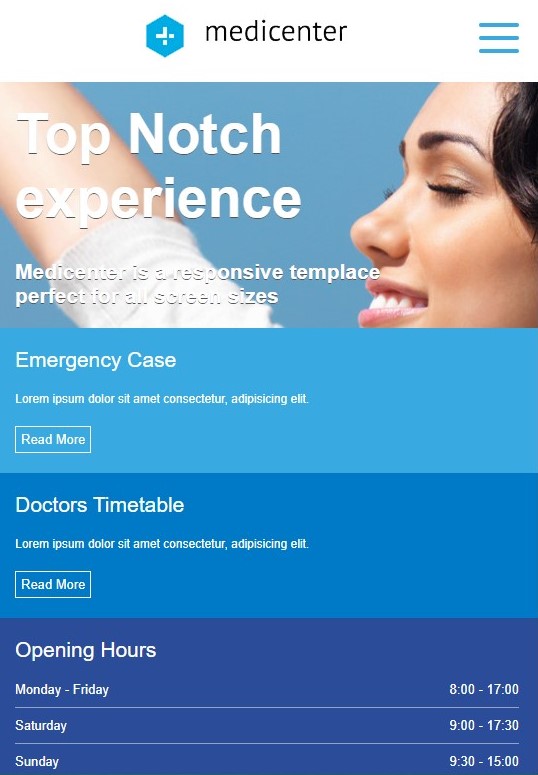 medicenter
Top Notch
experience
Medicenter is a responsive templace
perfect for all screen sizes
Emergency Case
Lorem ipsum dolor sit amet consectetur, adipisicing elit.
Read More
Doctors Timetable
Lorem ipsum dolor sit amet consectetur, adipisicing elit.
Read More
Opening Hours
Monday - Friday 8:00 - 17:00
Saturday 9:00 - 17:30
Sunday 9:30 - 15:00